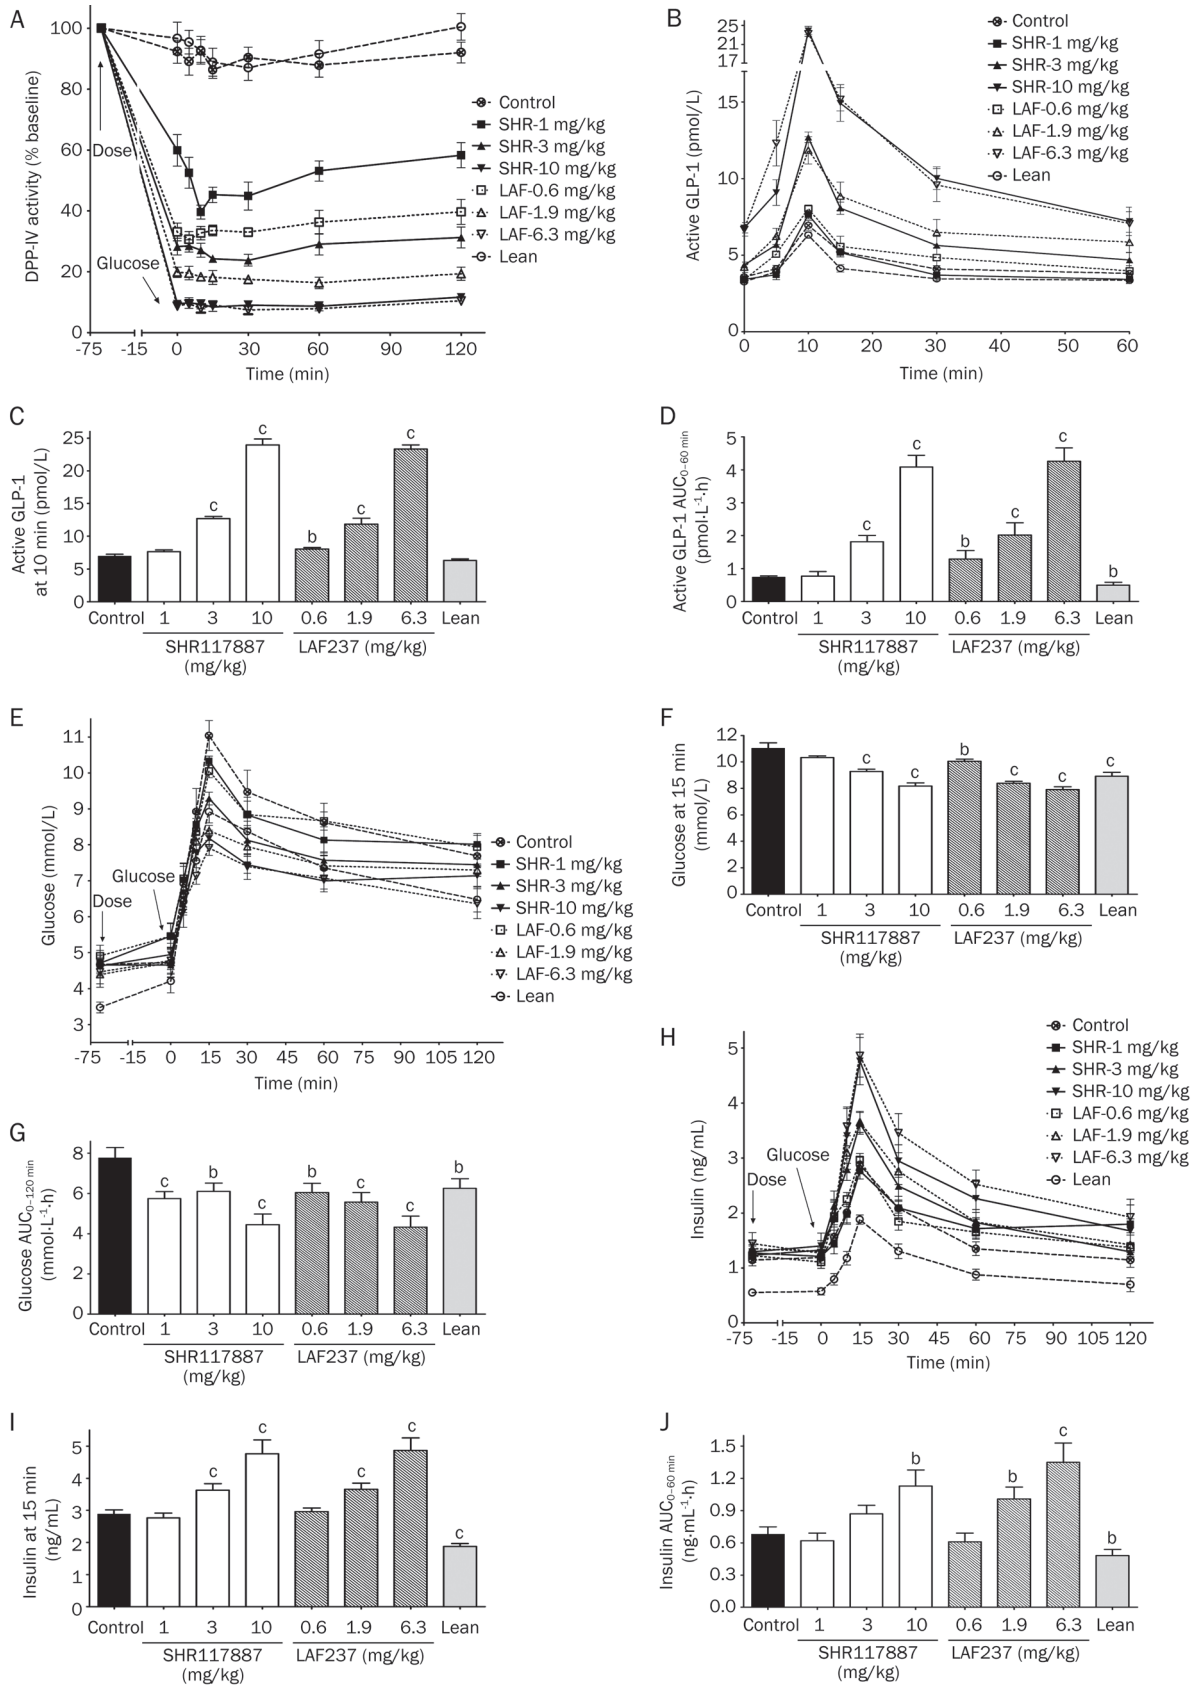 A
DPP-IV activity (% baseline)
100
80
60
40
20
0
Dose
Glucose
-75 -15 0 30 60 90 120
Time (min)
Control
SHR-1 mg/kg
SHR-3 mg/kg
SHR-10 mg/kg
LAF-0.6 mg/kg
LAF-1.9 mg/kg
LAF-6.3 mg/kg
Lean
B
Active GLP-1 (pmol/L)
25
21
17
15
10
5
0
0 10 20 30 40 50 60
Time (min)
Control
SHR-1 mg/kg
SHR-3 mg/kg
SHR-10 mg/kg
LAF-0.6 mg/kg
LAF-1.9 mg/kg
LAF-6.3 mg/kg
Lean
C
Active GLP-1
at 10 min (pmol/L)
25
20
15
10
5
0
c c b c c
Control 1 3 10 0.6 1.9 6.3 Lean
SHR117887 LAF237 (mg/kg)
(mg/kg)
D
Active GLP-1 AUC0–60 min
(pmol·L-1·h)
5
4
3
2
1
0
c c b c c b
Control 1 3 10 0.6 1.9 6.3 Lean
SHR117887 LAF237 (mg/kg)
(mg/kg)
E
Glucose (mmol/L)
11
10
9
8
7
6
5
4
3
Glucose
Dose
-75 -15 0 15 30 45 60 75 90 105 120
Time (min)
Control
SHR-1 mg/kg
SHR-3 mg/kg
SHR-10 mg/kg
LAF-0.6 mg/kg
LAF-1.9 mg/kg
LAF-6.3 mg/kg
Lean
F
Glucose at 15 min
(mmol/L)
12
10
8
6
4
2
0
c c b c c c
Control 1 3 10 0.6 1.9 6.3 Lean
SHR117887 LAF237 (mg/kg)
(mg/kg)
G
Glucose AUC0–120 min
(mmol·L-1·h)
8
6
4
2
0
c b c b c c b
Control 1 3 10 0.6 1.9 6.3 Lean
SHR117887 LAF237 (mg/kg)
(mg/kg)
H
Insulin (ng/mL)
5
4
3
2
1
0
Glucose
Dose
-75 -15 0 15 30 45 60 75 90 105 120
Time (min)
Control
SHR-1 mg/kg
SHR-3 mg/kg
SHR-10 mg/kg
LAF-0.6 mg/kg
LAF-1.9 mg/kg
LAF-6.3 mg/kg
Lean
I
Insulin at 15 min
(ng/mL)
5
4
3
2
1
0
c c c c c
Control 1 3 10 0.6 1.9 6.3 Lean
SHR117887 LAF237 (mg/kg)
(mg/kg)
J
Insulin AUC0–60 min
(ng·mL-1·h)
1.5
1.2
0.9
0.6
0.3
0.0
b b c b
Control 1 3 10 0.6 1.9 6.3 Lean
SHR117887 LAF237 (mg/kg)
(mg/kg)